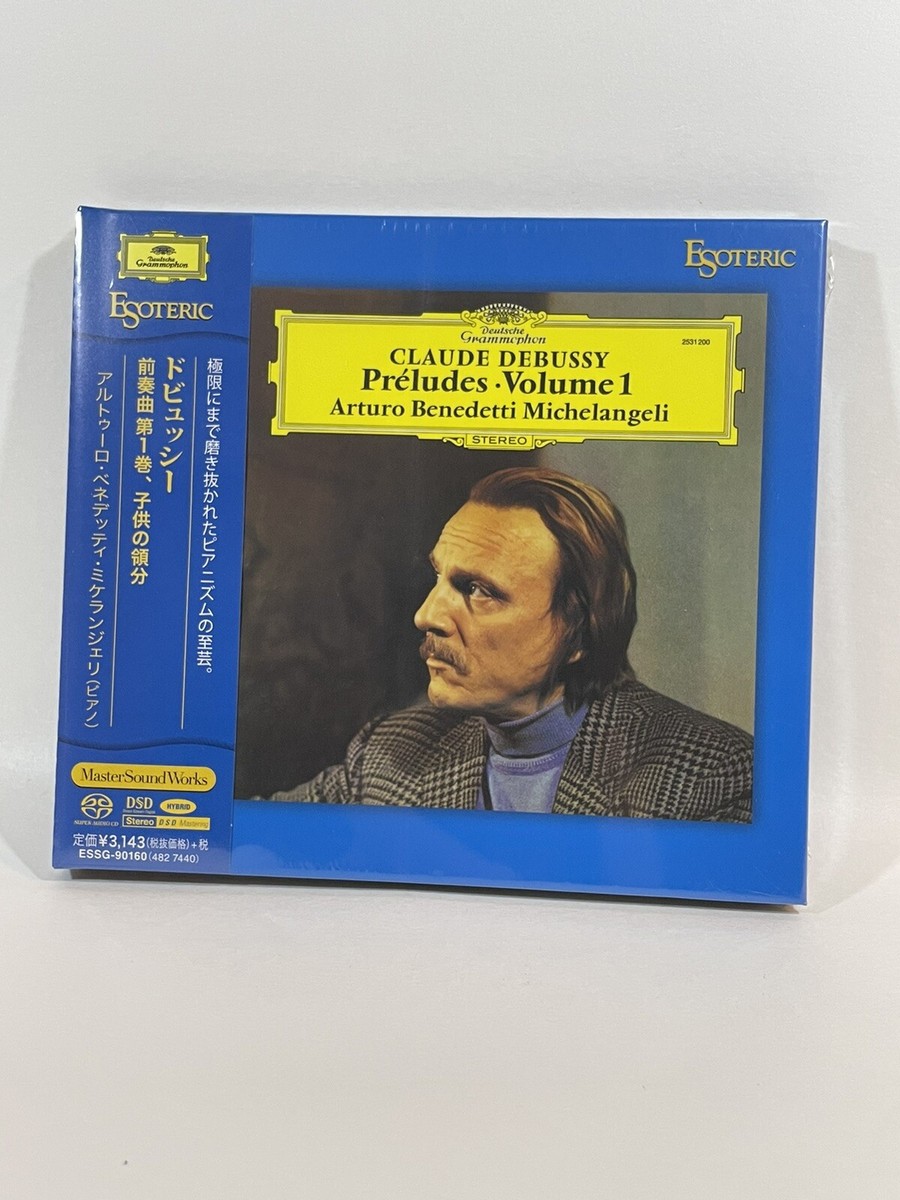 Deutsche
Grammophon
ESOTERIC
極限にまで磨き抜かれたピアニズムの至芸。
ドビュッシー
前奏曲 第1巻、子供の領分
アルトゥーロ・ベネデッティ・ミケランジェリ(ピアノ)
MasterSoundWorks
SUPER AUDIO CD
DSD
HYBRID
Stereo
DSD Mastering
定価¥3,143(税抜価格)+税
ESSG-90160(482 7440)
ESOTERIC
Deutsche
Grammophon
2531 200
CLAUDE DEBUSSY
Préludes · Volume 1
Arturo Benedetti Michelangeli
STEREO